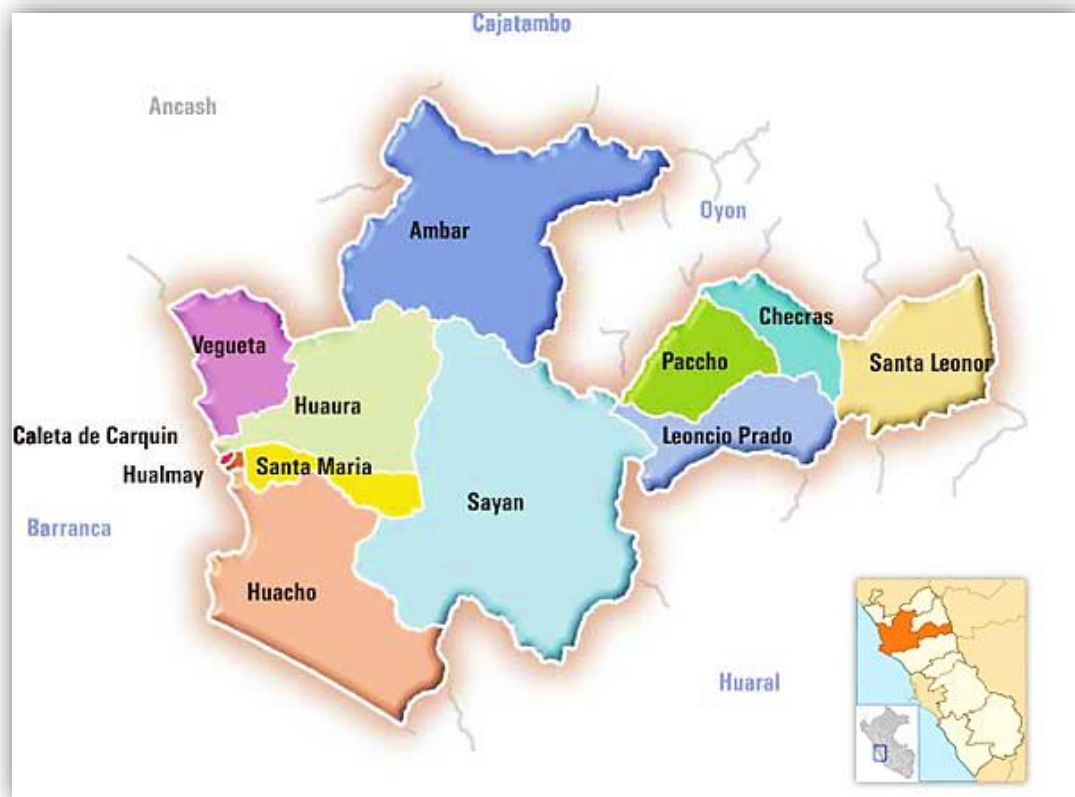 Cajatambo
Ancash
Ambar
Oyon
Checras
Vegueta
Paccho
Santa Leonor
Huaura
Caleta de Carquin
Leoncio Prado
Santa Maria
Hualmay
Sayan
Barranca
Huacho
Huaral